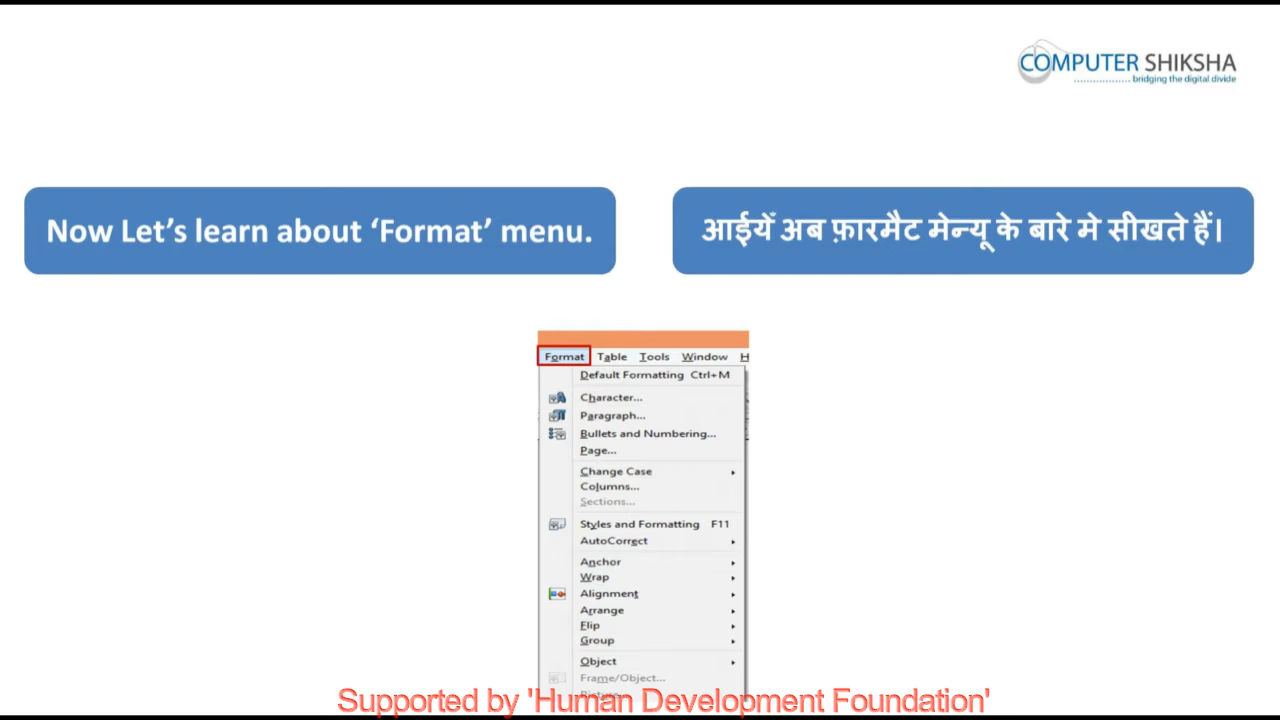 COMPUTER SHIKSHA
bridging the digital divide
Now Let's learn about 'Format' menu.
आईयेँ अब फ़ारमैट मेन्यू के बारे मे सीखते हैं।
Format Table Tools Window H
Default Formatting Ctrl+M
Character...
Paragraph...
Bullets and Numbering...
Page...
Change Case
Columns...
Sections...
Styles and Formatting F11
AutoCorrect
Anchor
Wrap
Alignment
Arrange
Flip
Group
Object
Frame/Object...
Supported by 'Human Development Foundation'